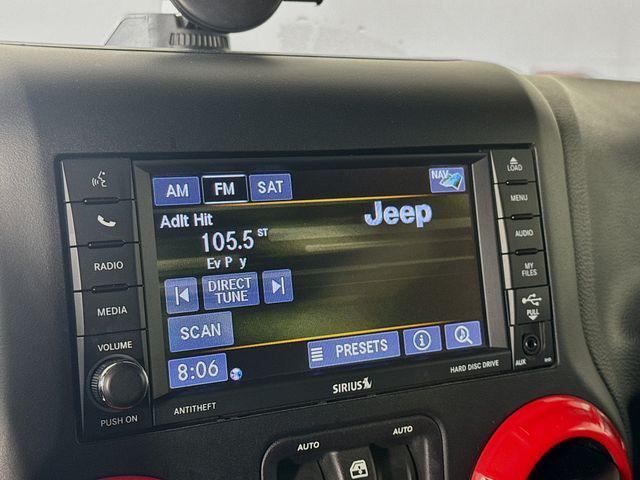 LOAD
AM FM SAT NAV
MENU
Adlt Hit Jeep
105.5 ST
AUDIO
Ev P y
RADIO
MY FILES
DIRECT TUNE
MEDIA
PULL
SCAN
VOLUME
PRESETS
8:06
AUX
HARD DISC DRIVE
SIRIUS
ANTITHEFT
PUSH ON
AUTO AUTO